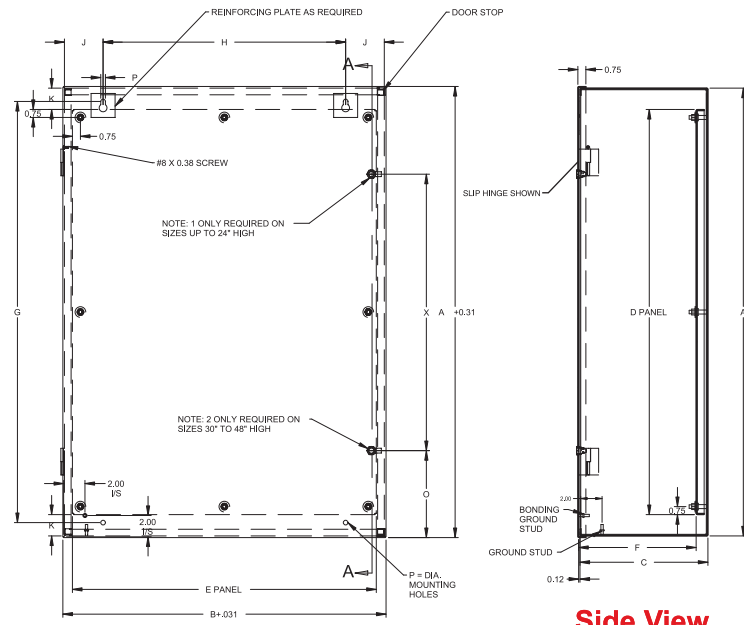 REINFORCING PLATE AS REQUIRED
DOOR STOP
J
H
J
A
P
K
0.75
0.75
0.75
#8 X 0.38 SCREW
SLIP HINGE SHOWN
NOTE: 1 ONLY REQUIRED ON
SIZES UP TO 24" HIGH
G
X
A
+0.31
D PANEL
A
NOTE: 2 ONLY REQUIRED ON
SIZES 30" TO 48" HIGH
2.00
I/S
O
2.00
K
2.00
I/S
BONDING
GROUND
STUD
0.75
GROUND STUD
F
A
P = DIA.
MOUNTING
HOLES
C
E PANEL
0.12
B+.031
Side View